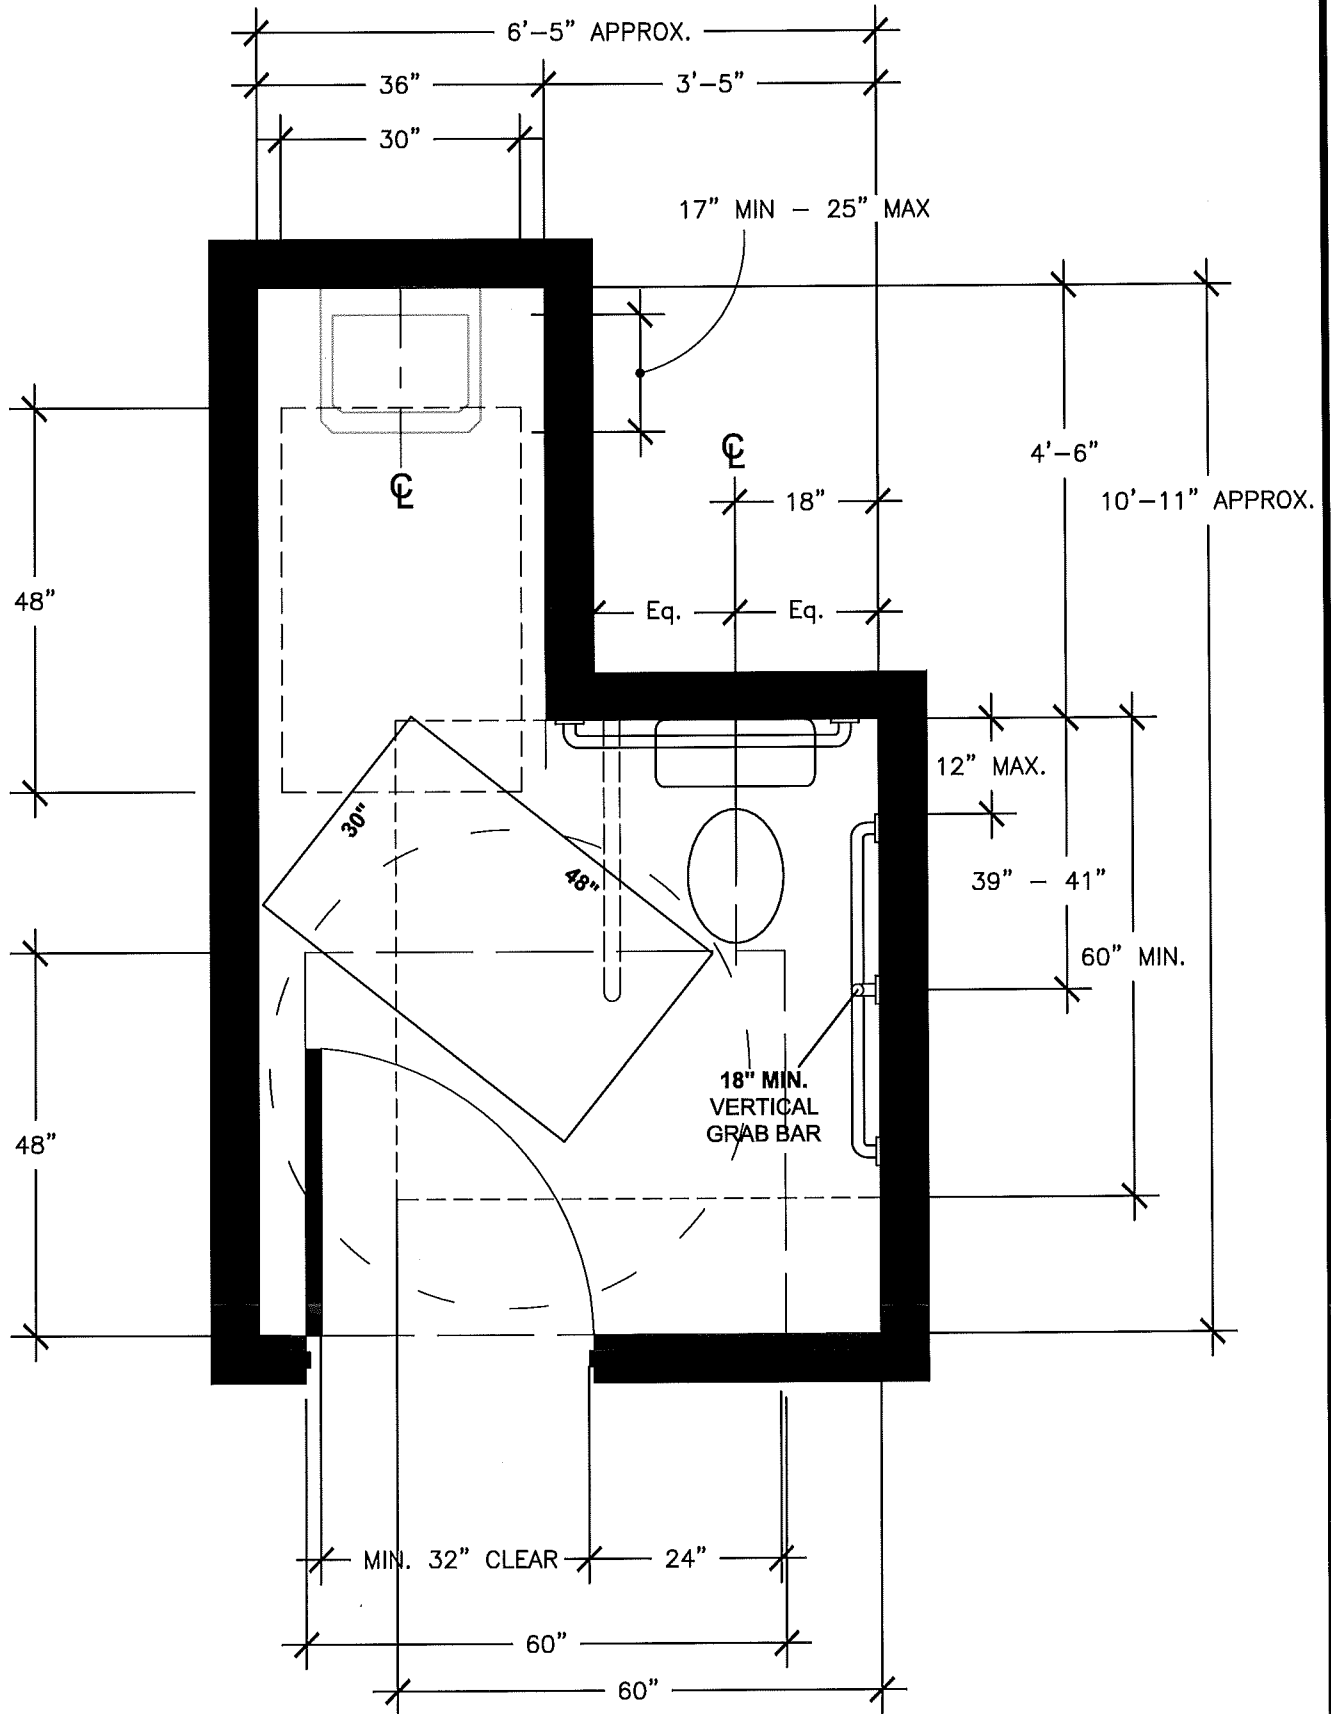 6'-5" APPROX.
36"
3'-5"
30"
17" MIN - 25" MAX
4'-6"
℄
℄
18"
10'-11" APPROX.
48"
Eq.
Eq.
12" MAX.
30"
48"
39" - 41"
60" MIN.
18" MIN.
VERTICAL
GRAB BAR
48"
MIN. 32" CLEAR
24"
60"
60"